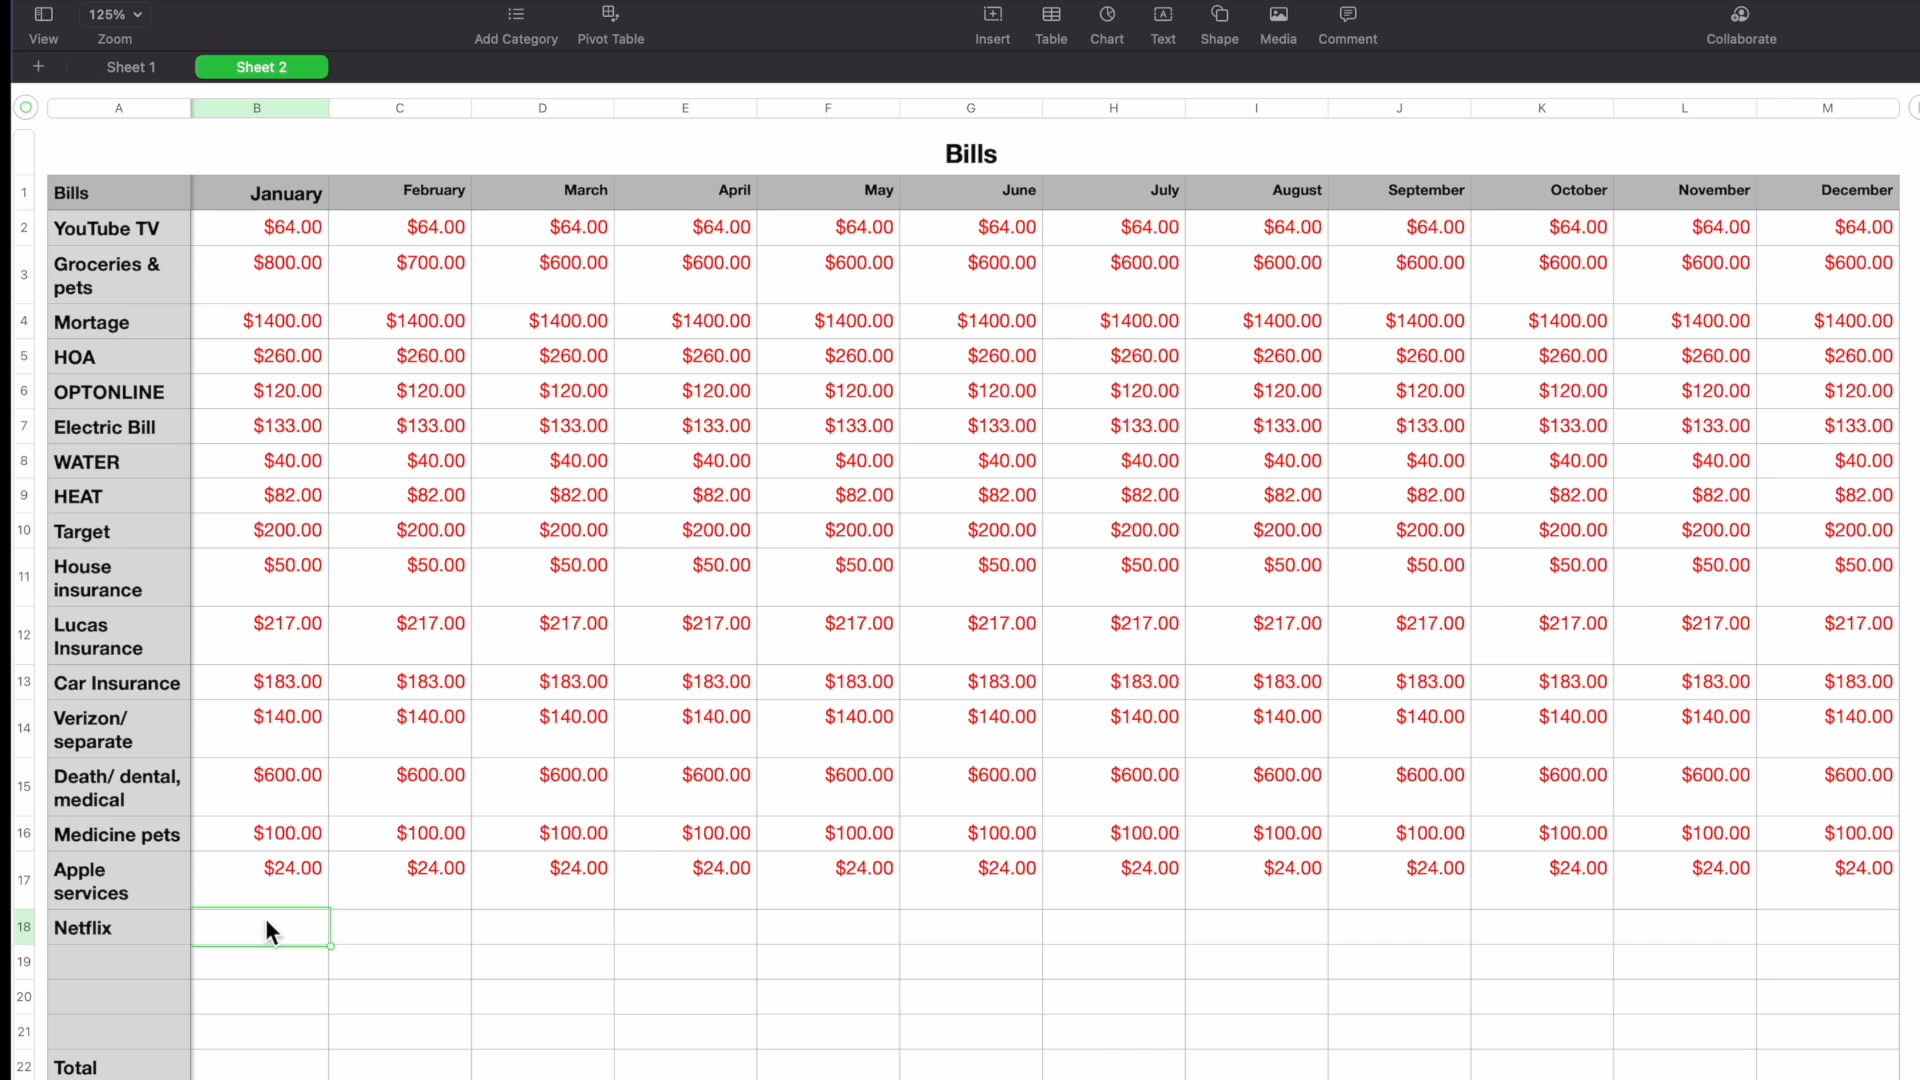 125%
View Zoom Add Category Pivot Table Insert Table Chart Text Shape Media Comment Collaborate
+ Sheet 1 Sheet 2
A B C D E F G H I J K L M
Bills
1 Bills January February March April May June July August September October November December
2 YouTube TV $64.00 $64.00 $64.00 $64.00 $64.00 $64.00 $64.00 $64.00 $64.00 $64.00 $64.00 $64.00
3 Groceries & $800.00 $700.00 $600.00 $600.00 $600.00 $600.00 $600.00 $600.00 $600.00 $600.00 $600.00 $600.00
pets
4 Mortage $1400.00 $1400.00 $1400.00 $1400.00 $1400.00 $1400.00 $1400.00 $1400.00 $1400.00 $1400.00 $1400.00 $1400.00
5 HOA $260.00 $260.00 $260.00 $260.00 $260.00 $260.00 $260.00 $260.00 $260.00 $260.00 $260.00 $260.00
6 OPTONLINE $120.00 $120.00 $120.00 $120.00 $120.00 $120.00 $120.00 $120.00 $120.00 $120.00 $120.00 $120.00
7 Electric Bill $133.00 $133.00 $133.00 $133.00 $133.00 $133.00 $133.00 $133.00 $133.00 $133.00 $133.00 $133.00
8 WATER $40.00 $40.00 $40.00 $40.00 $40.00 $40.00 $40.00 $40.00 $40.00 $40.00 $40.00 $40.00
9 HEAT $82.00 $82.00 $82.00 $82.00 $82.00 $82.00 $82.00 $82.00 $82.00 $82.00 $82.00 $82.00
10 Target $200.00 $200.00 $200.00 $200.00 $200.00 $200.00 $200.00 $200.00 $200.00 $200.00 $200.00 $200.00
11 House $50.00 $50.00 $50.00 $50.00 $50.00 $50.00 $50.00 $50.00 $50.00 $50.00 $50.00 $50.00
insurance
12 Lucas $217.00 $217.00 $217.00 $217.00 $217.00 $217.00 $217.00 $217.00 $217.00 $217.00 $217.00 $217.00
Insurance
13 Car Insurance $183.00 $183.00 $183.00 $183.00 $183.00 $183.00 $183.00 $183.00 $183.00 $183.00 $183.00 $183.00
14 Verizon/ $140.00 $140.00 $140.00 $140.00 $140.00 $140.00 $140.00 $140.00 $140.00 $140.00 $140.00 $140.00
separate
15 Death/ dental, $600.00 $600.00 $600.00 $600.00 $600.00 $600.00 $600.00 $600.00 $600.00 $600.00 $600.00 $600.00
medical
16 Medicine pets $100.00 $100.00 $100.00 $100.00 $100.00 $100.00 $100.00 $100.00 $100.00 $100.00 $100.00 $100.00
17 Apple $24.00 $24.00 $24.00 $24.00 $24.00 $24.00 $24.00 $24.00 $24.00 $24.00 $24.00 $24.00
services
18 Netflix
19
20
21
22 Total